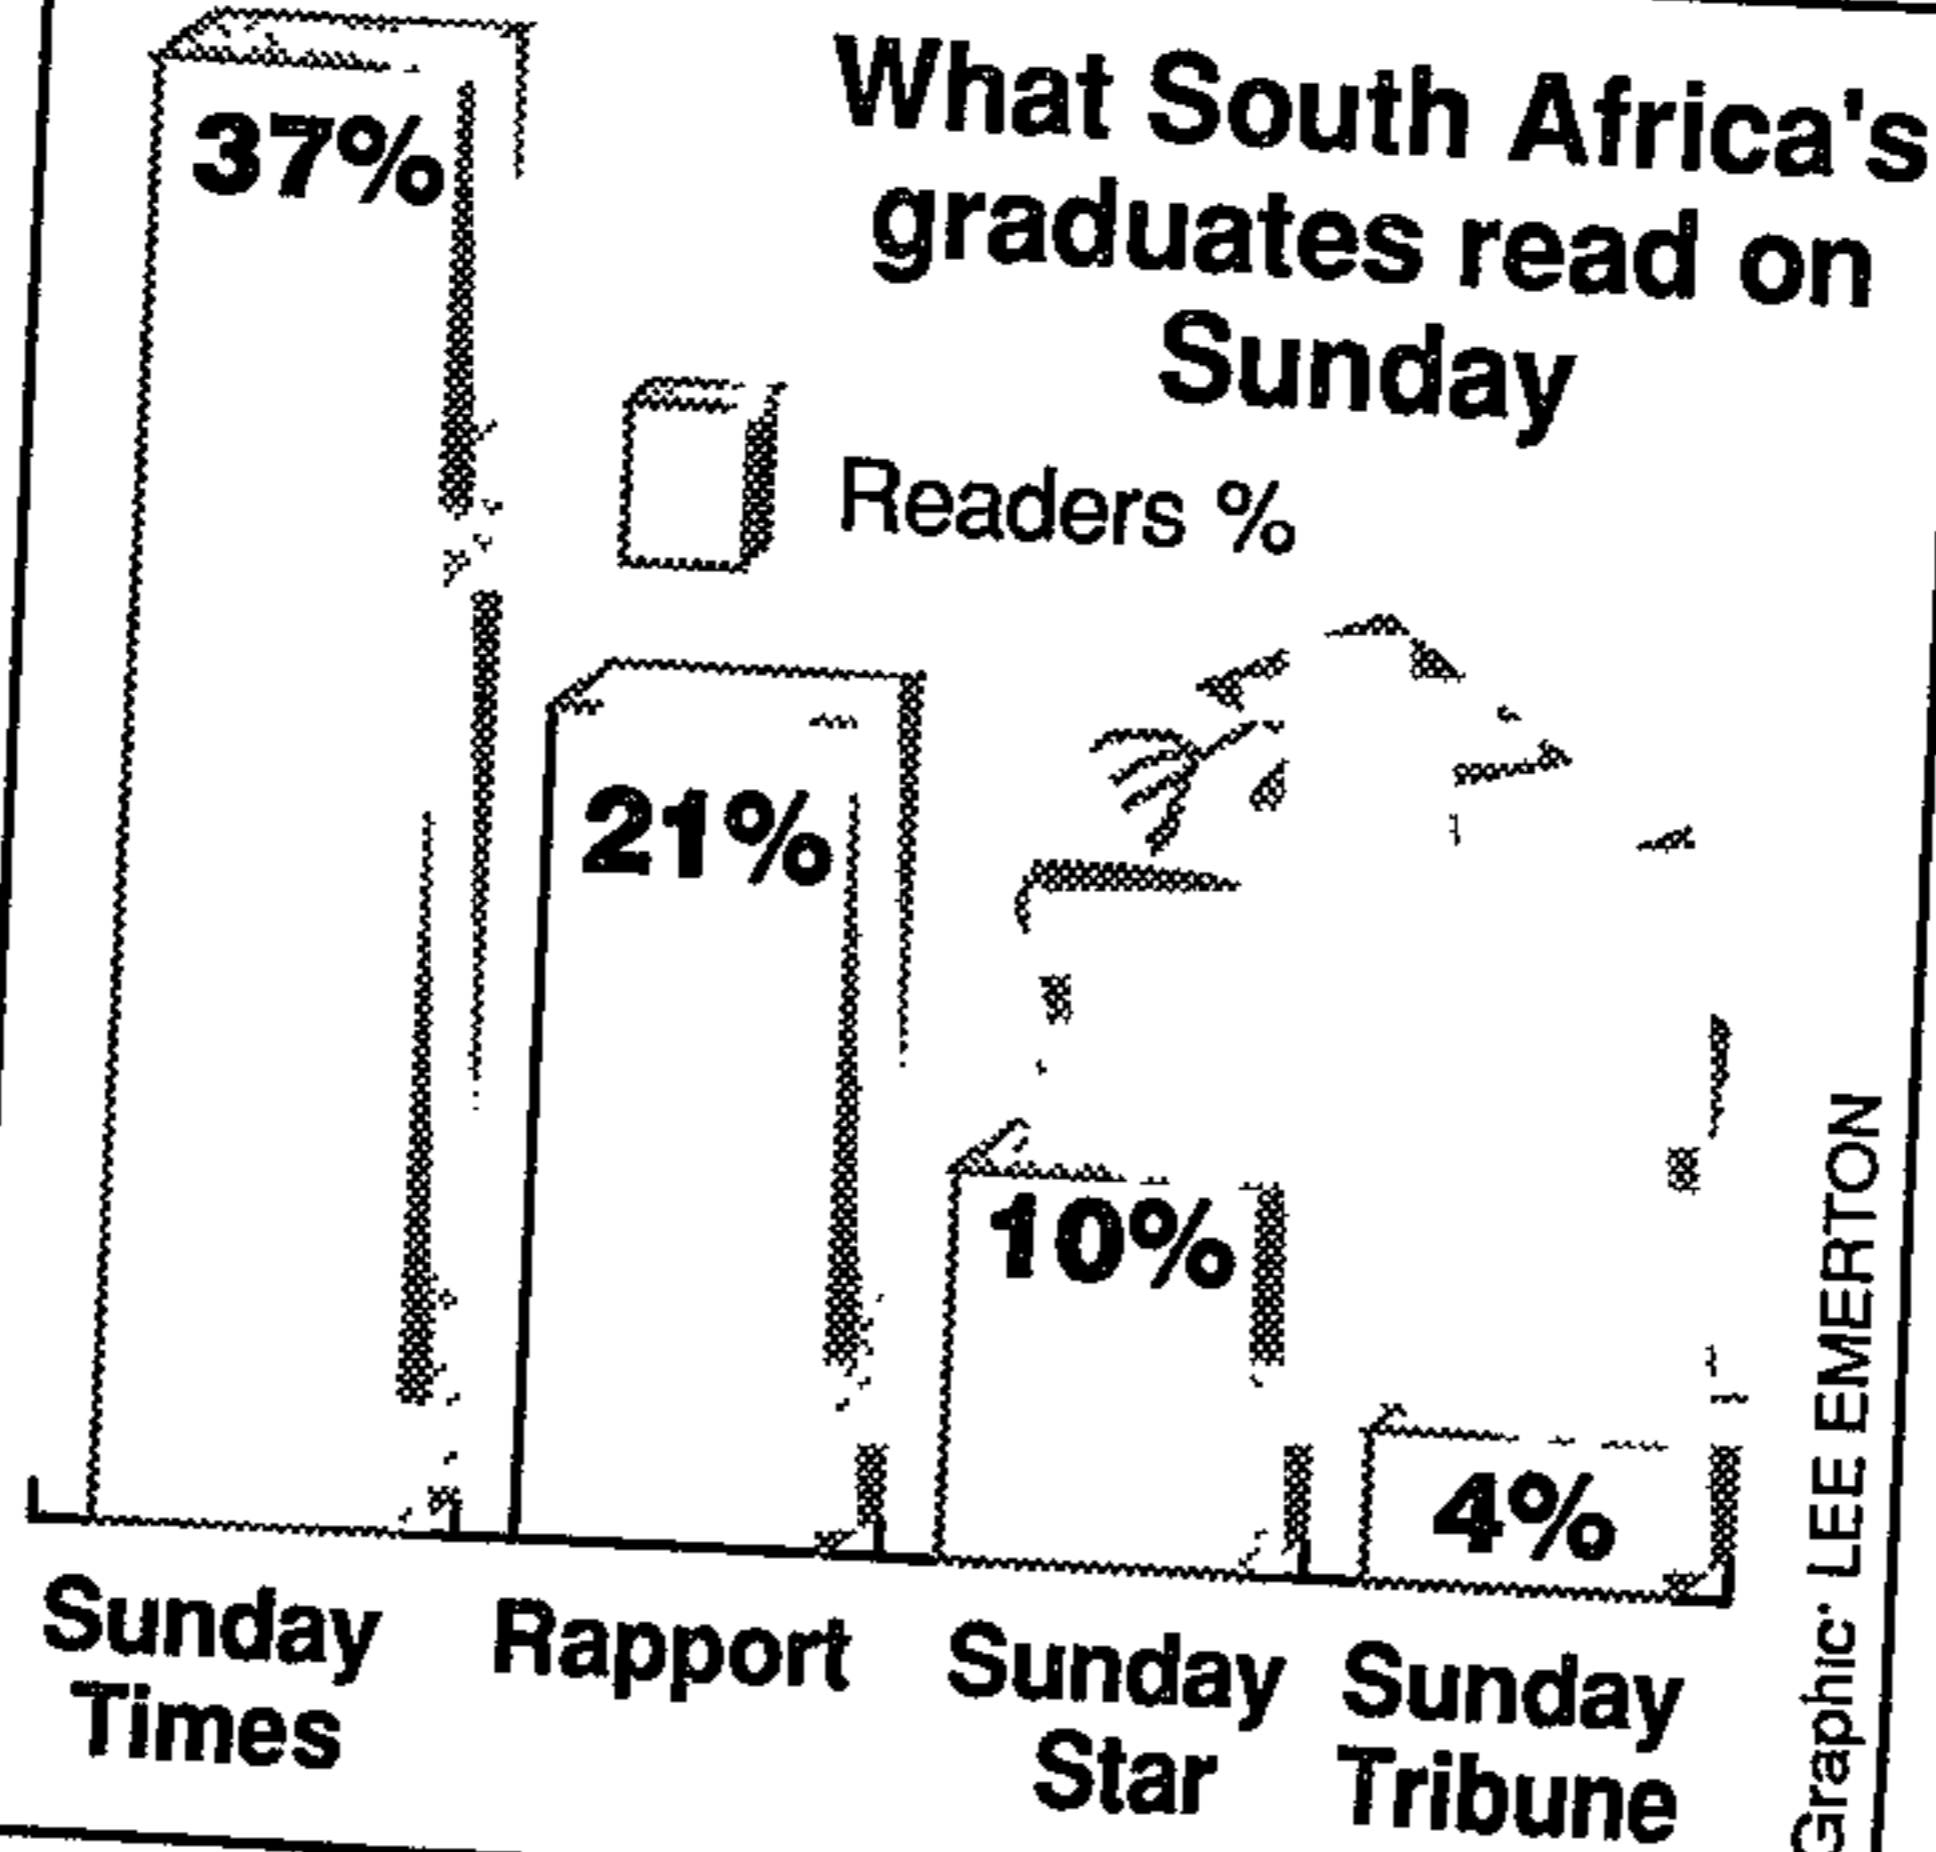 What South Africa's
graduates read on
Sunday
Readers %
37%
21%
10%
4%
Sunday
Times
Rapport
Sunday
Star
Sunday
Tribune
Graphic: LEE EMERTON